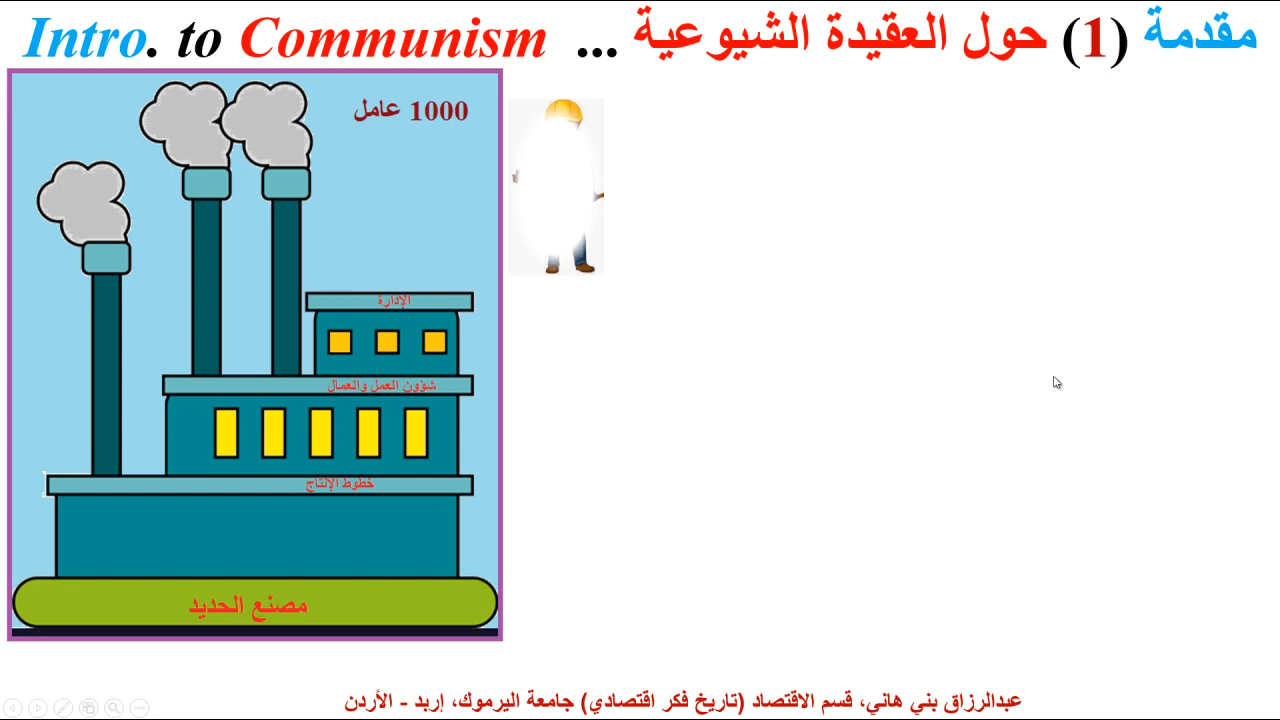 مقدمة (1) حول العقيدة الشيوعية ... Intro. to Communism
1000 عامل
الإدارة
شؤون العمل والعمال
خطوط الإنتاج
مصنع الحديد
عبدالرزاق بني هاني، قسم الاقتصاد (تاريخ فكر اقتصادي) جامعة اليرموك، إربد - الأردن